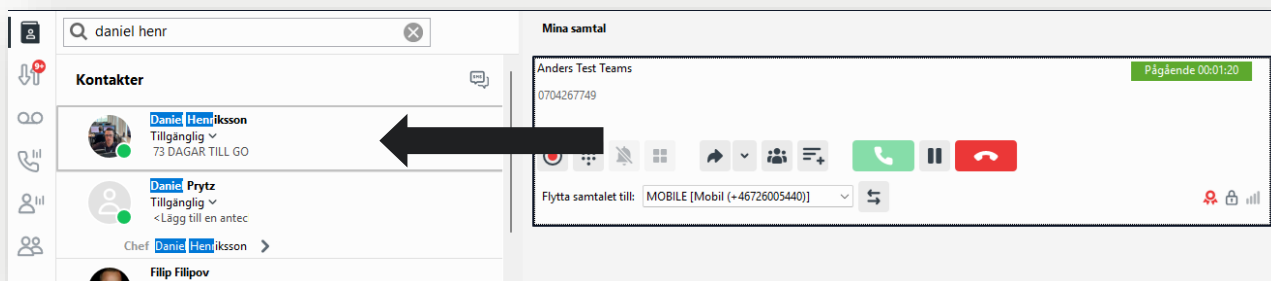 daniel henr
9+
Kontakter
SMS
Daniel Henriksson
Tillgänglig
73 DAGAR TILL GO
Daniel Prytz
Tillgänglig
<Lägg till en antec
Chef Daniel Henriksson
Filip Filipov
Mina samtal
Anders Test Teams
Pågående 00:01:20
0704267749
Flytta samtalet till: MOBILE [Mobil (+46726005440)]